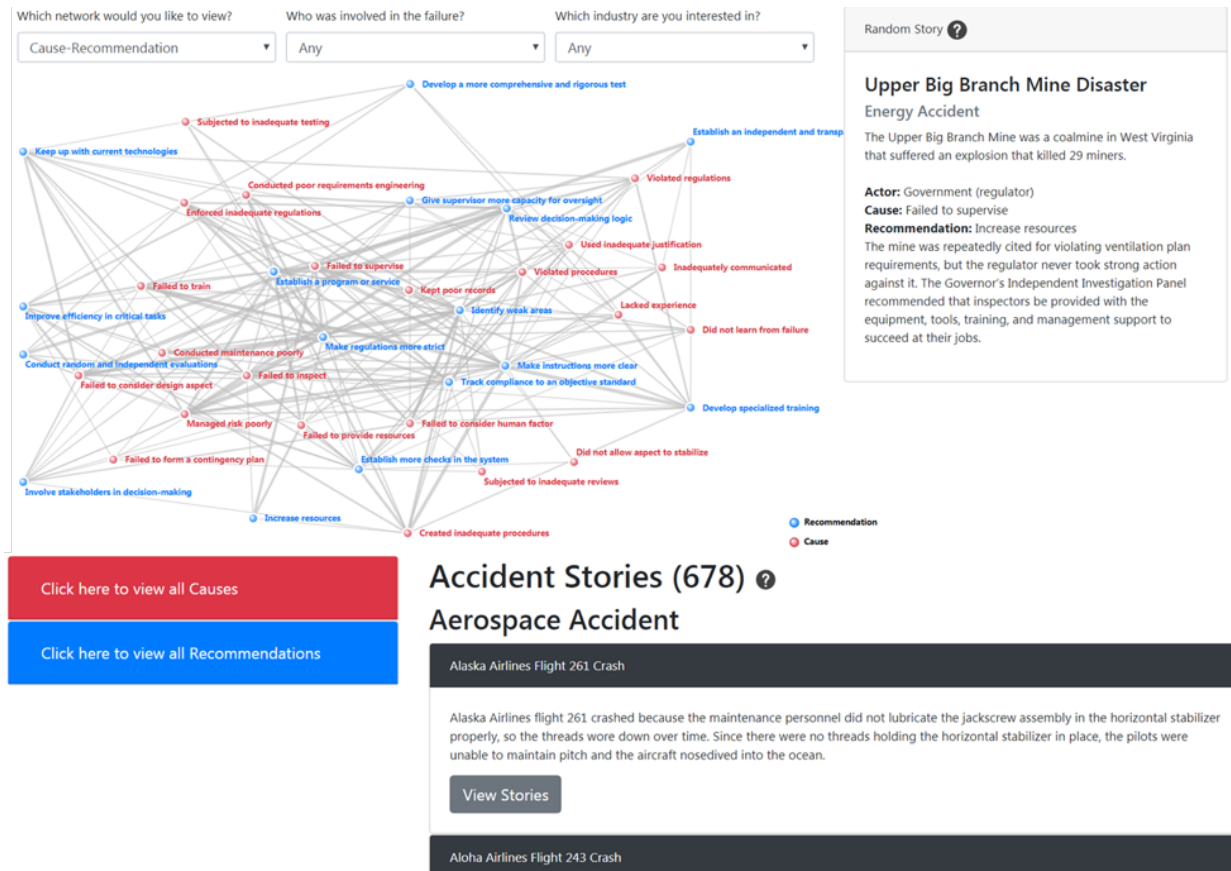 Which network would you like to view?
Who was involved in the failure?
Which industry are you interested in?
Cause-Recommendation
Any
Any
Develop a more comprehensive and rigorous test
Subjected to inadequate testing
Establish an independent and transp
Keep up with current technologies
Violated regulations
Conducted poor requirements engineering
Give supervisor more capacity for oversight
Enforced inadequate regulations
Review decision-making logic
Used inadequate justification
Failed to supervise
Violated procedures
Inadequately communicated
Establish a program or service
Failed to train
Kept poor records
Lacked experience
Improve efficiency in critical tasks
Identify weak areas
Did not learn from failure
Make regulations more strict
Conducted maintenance poorly
Conduct random and independent evaluations
Make instructions more clear
Failed to inspect
Failed to consider design aspect
Track compliance to an objective standard
Develop specialized training
Managed risk poorly
Failed to consider human factor
Failed to provide resources
Did not allow aspect to stabilize
Failed to form a contingency plan
Establish more checks in the system
Subjected to inadequate reviews
Involve stakeholders in decision-making
Increase resources
Created inadequate procedures
Recommendation
Cause
Random Story ?
Upper Big Branch Mine Disaster
Energy Accident
The Upper Big Branch Mine was a coalmine in West Virginia
that suffered an explosion that killed 29 miners.
Actor: Government (regulator)
Cause: Failed to supervise
Recommendation: Increase resources
The mine was repeatedly cited for violating ventilation plan
requirements, but the regulator never took strong action
against it. The Governor's Independent Investigation Panel
recommended that inspectors be provided with the
equipment, tools, training, and management support to
succeed at their jobs.
Click here to view all Causes
Click here to view all Recommendations
Accident Stories (678) ?
Aerospace Accident
Alaska Airlines Flight 261 Crash
Alaska Airlines flight 261 crashed because the maintenance personnel did not lubricate the jackscrew assembly in the horizontal stabilizer
properly, so the threads wore down over time. Since there were no threads holding the horizontal stabilizer in place, the pilots were
unable to maintain pitch and the aircraft nosedived into the ocean.
View Stories
Aloha Airlines Flight 243 Crash